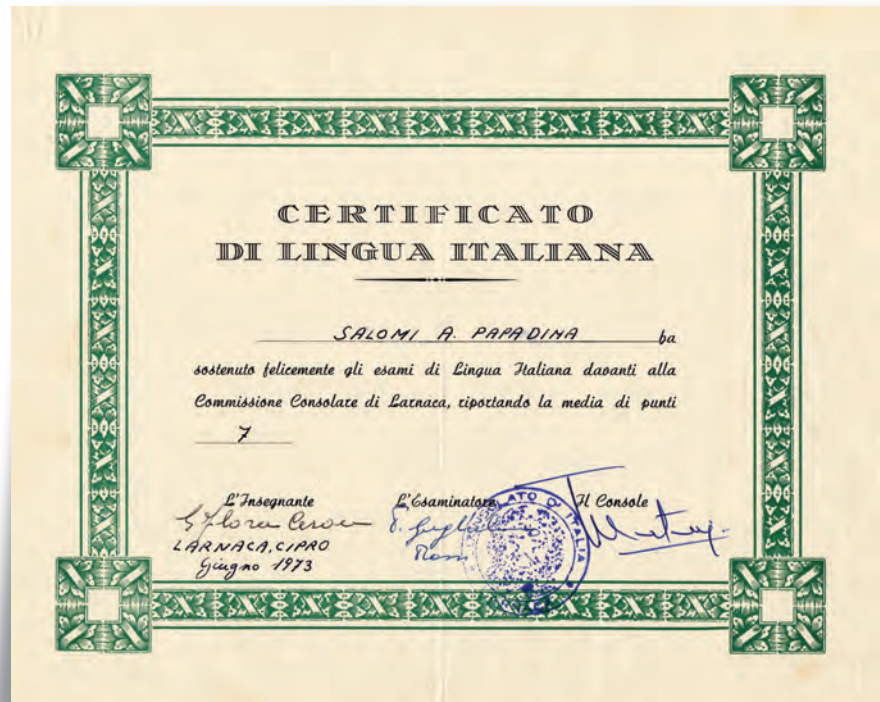 CERTIFICATO
DI LINGUA ITALIANA
SALOMI A. PAPADINA ha
sostenuto felicemente gli esami di Lingua Italiana davanti alla
Commissione Consolare di Larnaca, riportando la media di punti
7
L'Insegnante L'Esaminatore Il Console
LARNACA, CIPRO
Giugno 1973